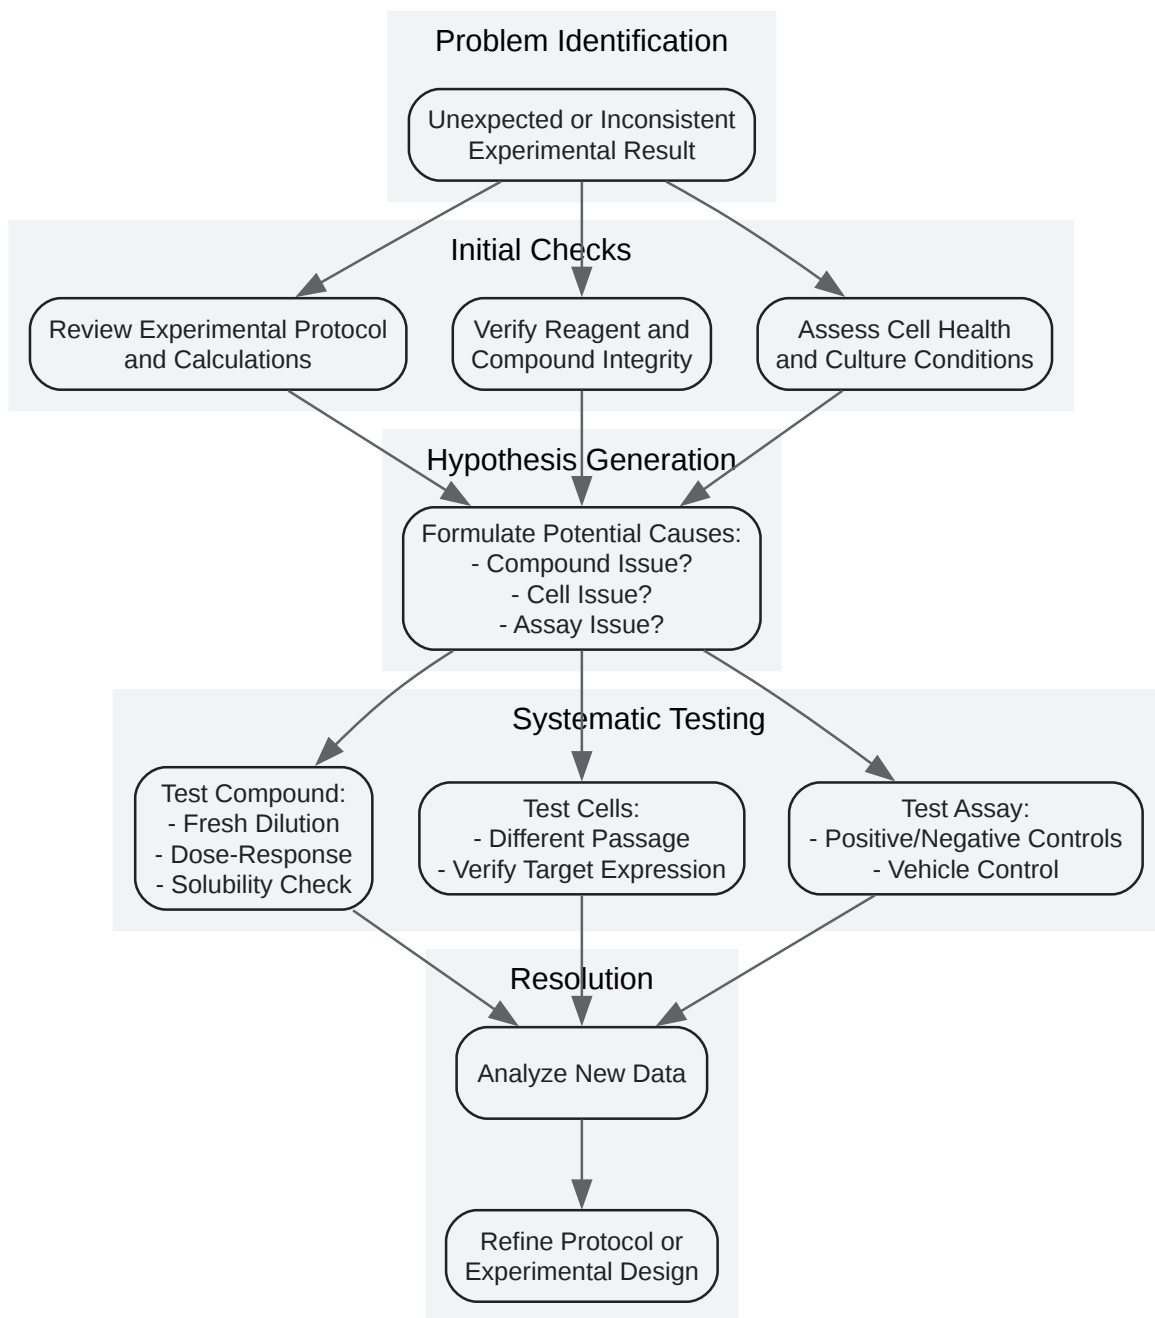 Problem Identification
Unexpected or Inconsistent
Experimental Result
Initial Checks
Review Experimental Protocol
and Calculations
Verify Reagent and
Compound Integrity
Assess Cell Health
and Culture Conditions
Hypothesis Generation
Formulate Potential Causes:
- Compound Issue?
- Cell Issue?
- Assay Issue?
Systematic Testing
Test Compound:
- Fresh Dilution
- Dose-Response
- Solubility Check
Test Cells:
- Different Passage
- Verify Target Expression
Test Assay:
- Positive/Negative Controls
- Vehicle Control
Resolution
Analyze New Data
Refine Protocol or
Experimental Design